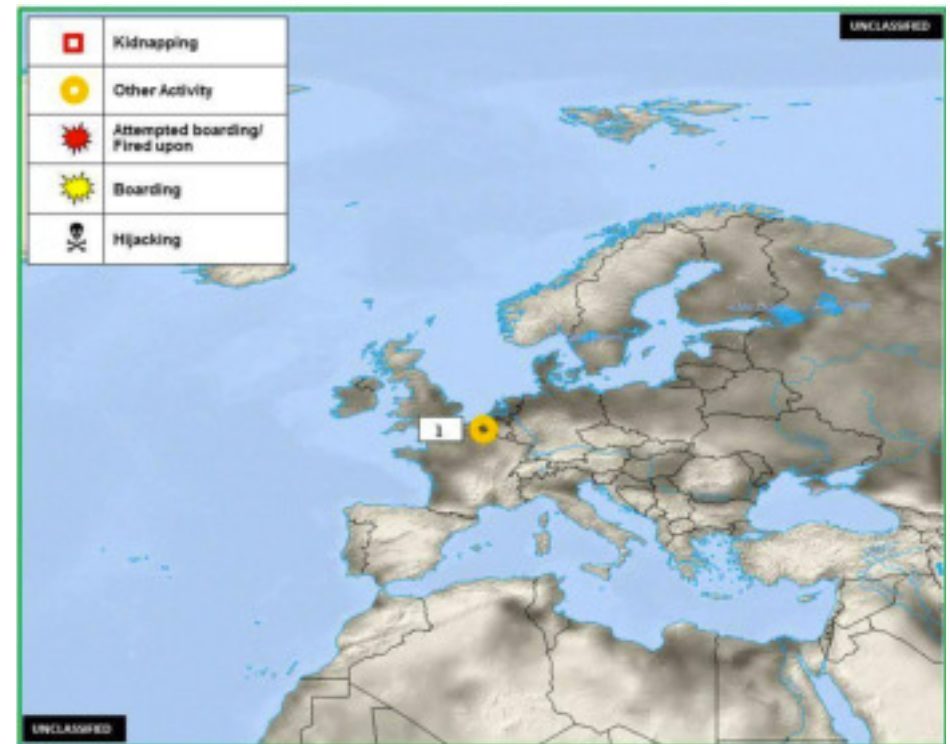 UNCLASSIFIED
Kidnapping
Other Activity
Attempted boarding/
Fired upon
Boarding
Hijacking
1
UNCLASSIFIED